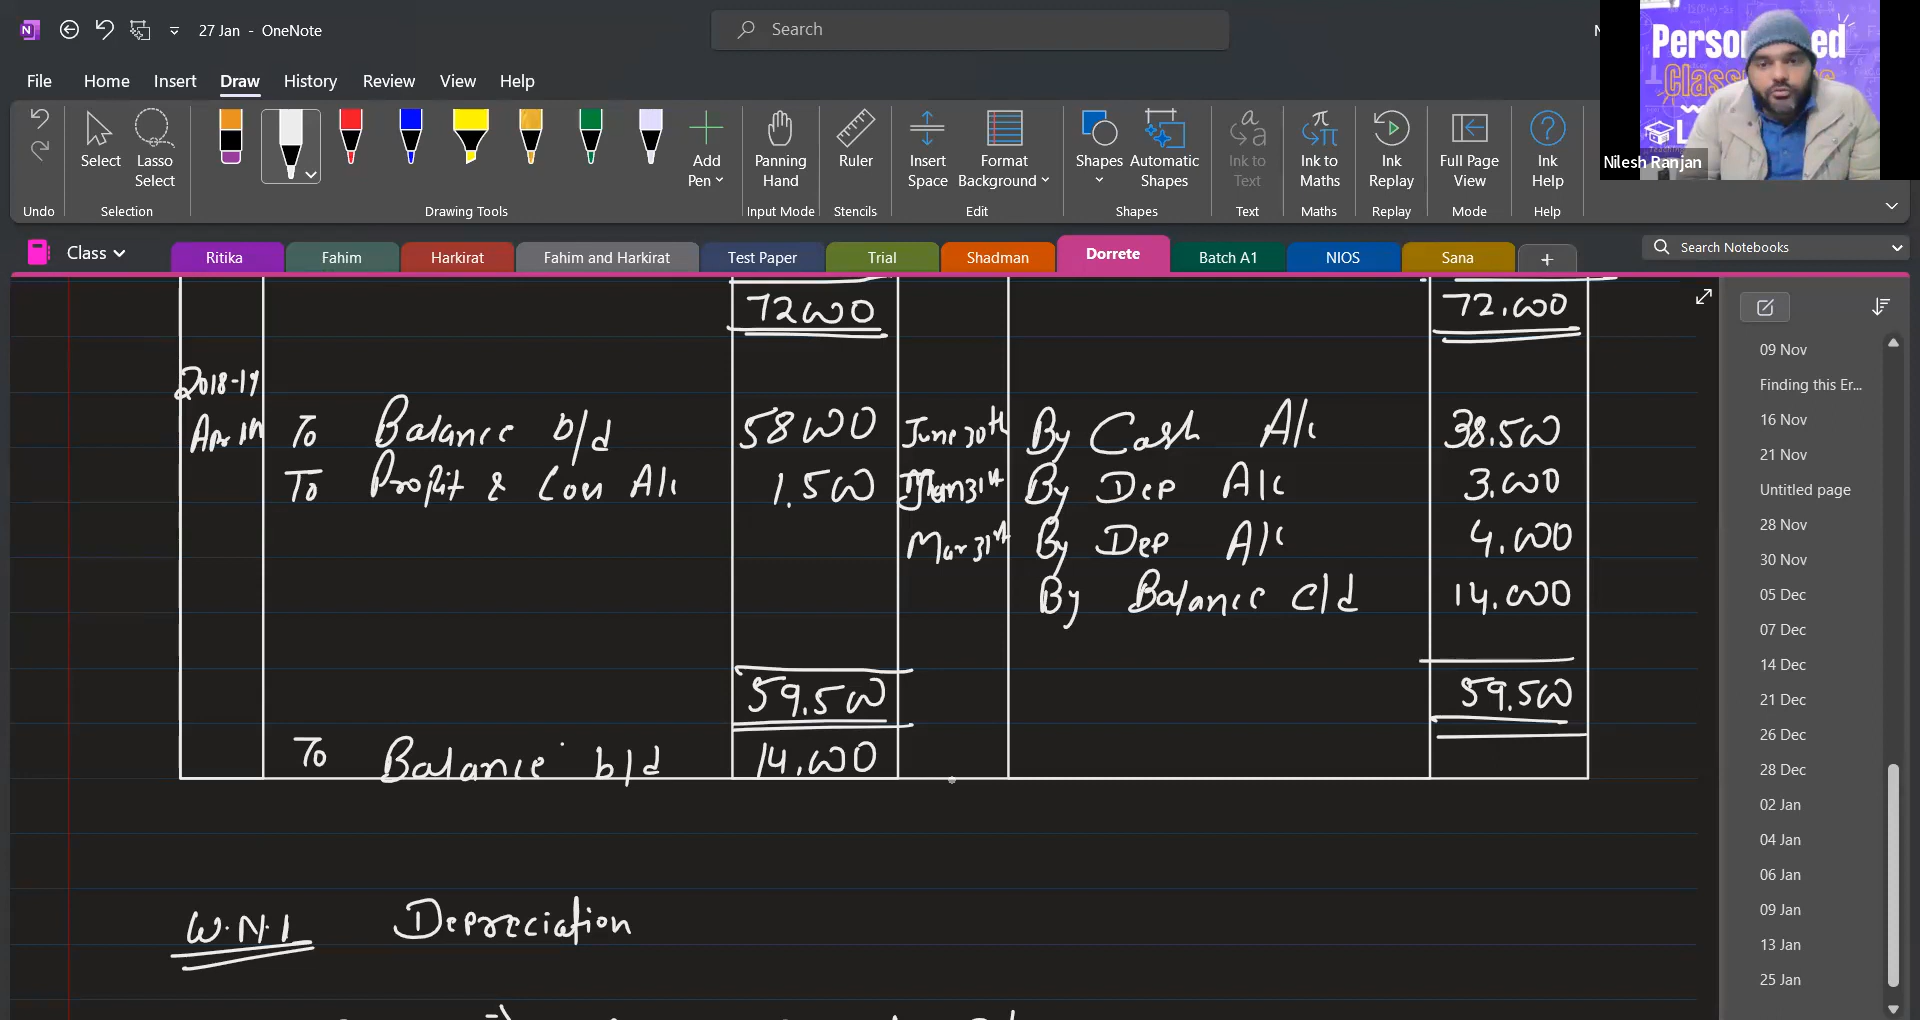 27 Jan - OneNote
Search
File Home Insert Draw History Review View Help
Select
Lasso Select
Add Pen
Panning Hand
Ruler
Insert Space
Format Background
Shapes
Automatic Shapes
Ink to Text
Ink to Maths
Ink Replay
Full Page View
Ink Help
Undo Selection Drawing Tools Input Mode Stencils Edit Shapes Text Maths Replay Mode Help
Nilesh Ranjan
Class
Ritika Fahim Harkirat Fahim and Harkirat Test Paper Trial Shadman Dorrete Batch A1 NIOS Sana +
Search Notebooks
72000 72.000
2018-19
Apr 1st To Balance b/d 58000 June 30th By Cash A/c 38.500
To Profit & Loss A/c 1.500 By Dep A/c 3.000
Mar 31st By Dep A/c 4.000
By Balance c/d 14.000
59.500 59.500
To Balance b/d 14.000
W.N.1 Depreciation
09 Nov
Finding this Er...
16 Nov
21 Nov
Untitled page
28 Nov
30 Nov
05 Dec
07 Dec
14 Dec
21 Dec
26 Dec
28 Dec
02 Jan
04 Jan
06 Jan
09 Jan
13 Jan
25 Jan